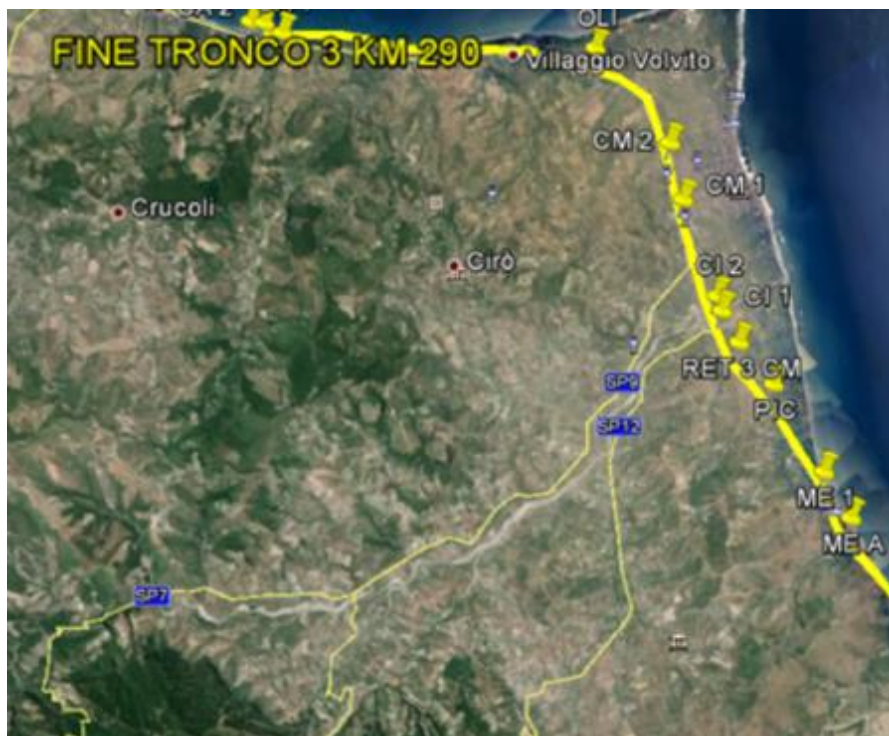 OLI
FINE TRONCO 3 KM 290
Villaggio Volvito
CM 2
CM 1
Crucoli
Cirò
CI 2
CI 1
RET 3 CM
SP9
PIC
SP12
ME 1
ME A
SP7